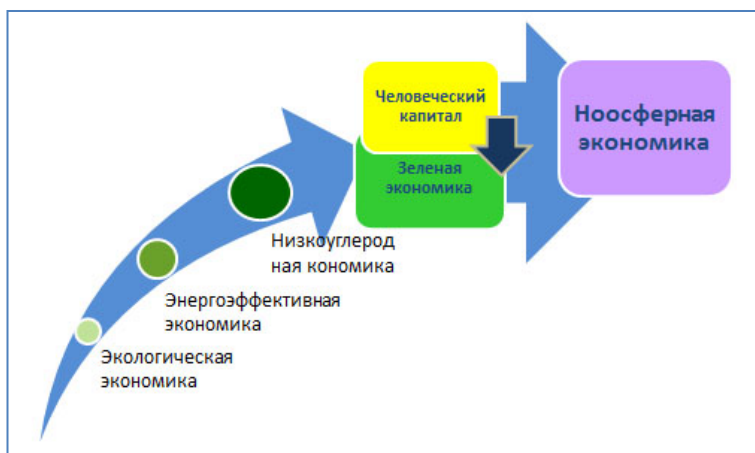 Человеческий
капитал
Зеленая
экономика
Ноосферная
экономика
Низкоуглерод
ная кономика
Энергоэффективная
экономика
Экологическая
экономика